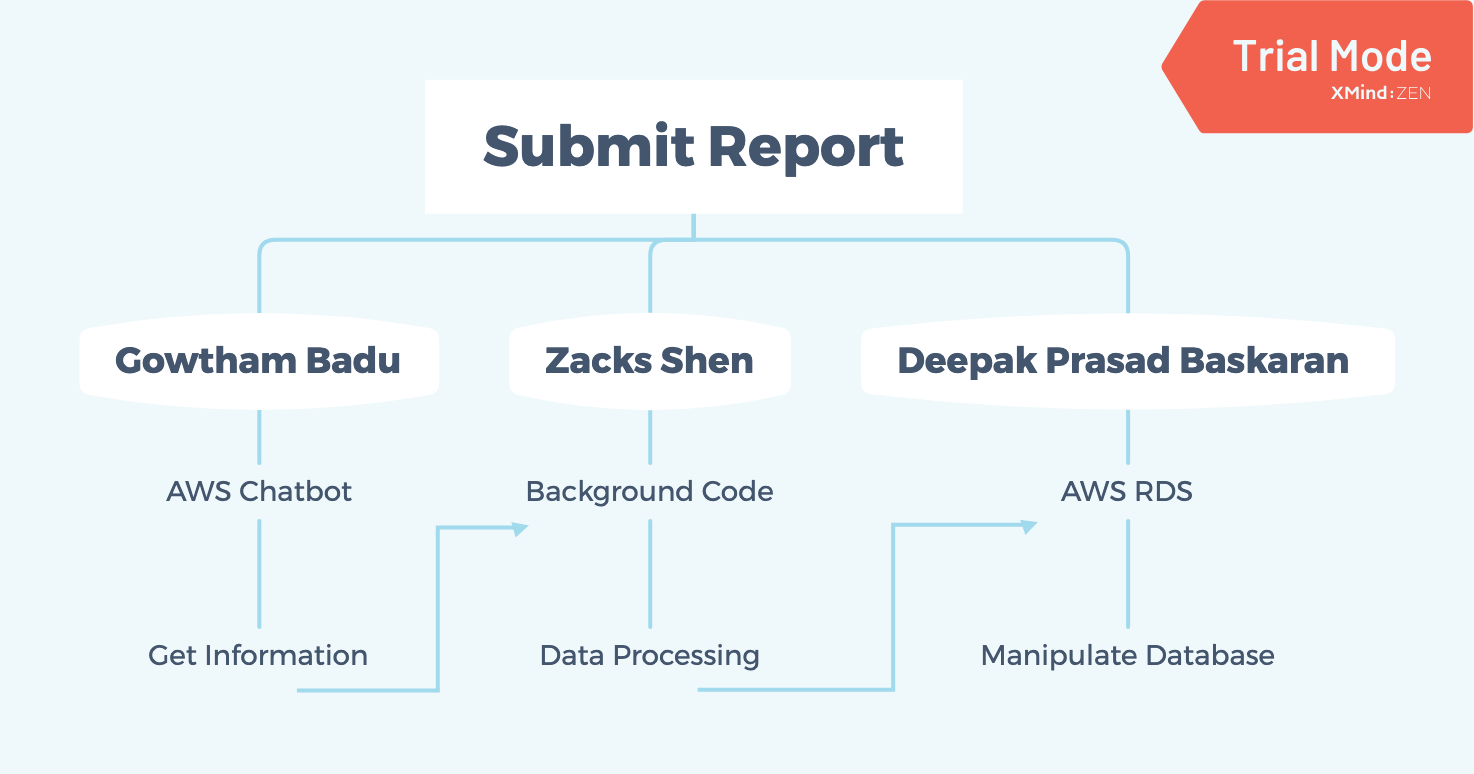 Trial Mode
XMind:ZEN
Submit Report
Gowtham Badu
Zacks Shen
Deepak Prasad Baskaran
AWS Chatbot
Background Code
AWS RDS
Get Information
Data Processing
Manipulate Database